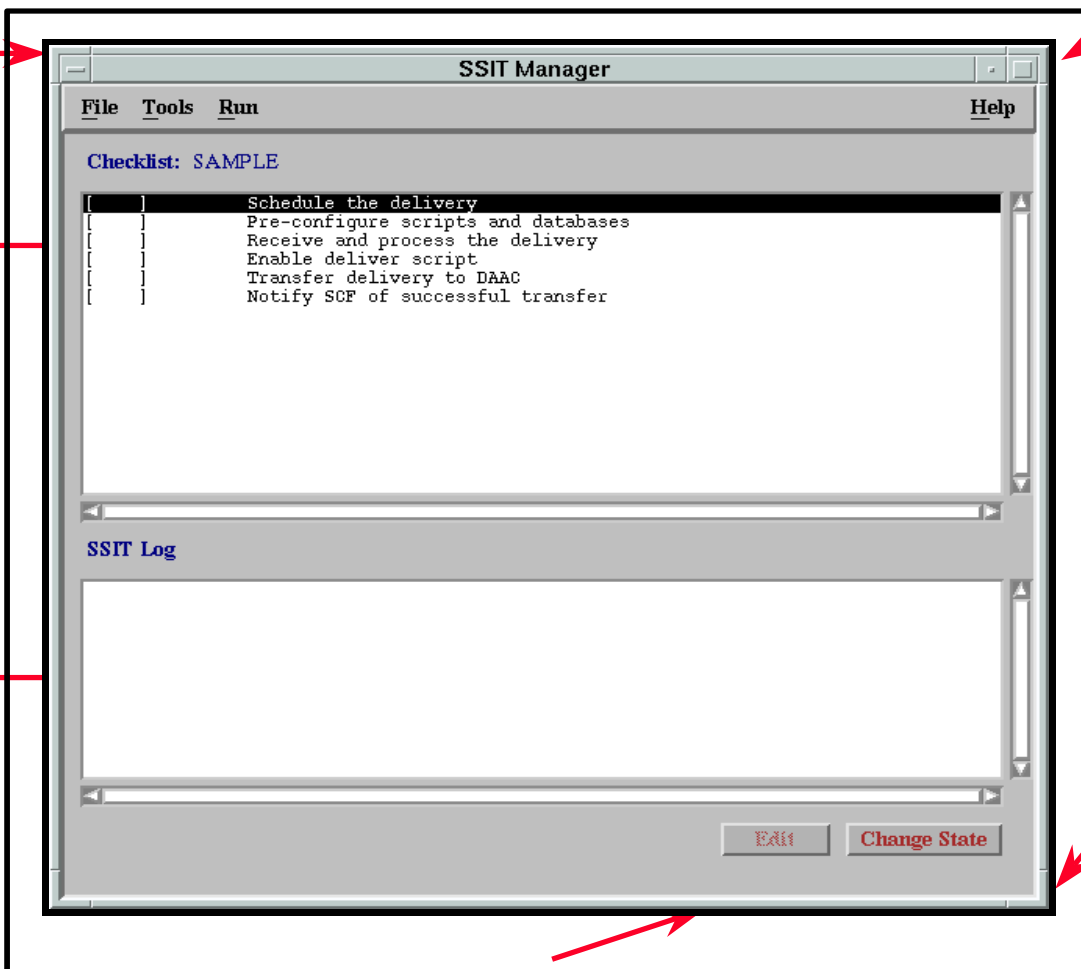 SSIT Manager
File Tools Run Help
Checklist: SAMPLE
[ ] Schedule the delivery
[ ] Pre-configure scripts and databases
[ ] Receive and process the delivery
[ ] Enable deliver script
[ ] Transfer delivery to DAAC
[ ] Notify SCF of successful transfer
SSIT Log
Edit Change State